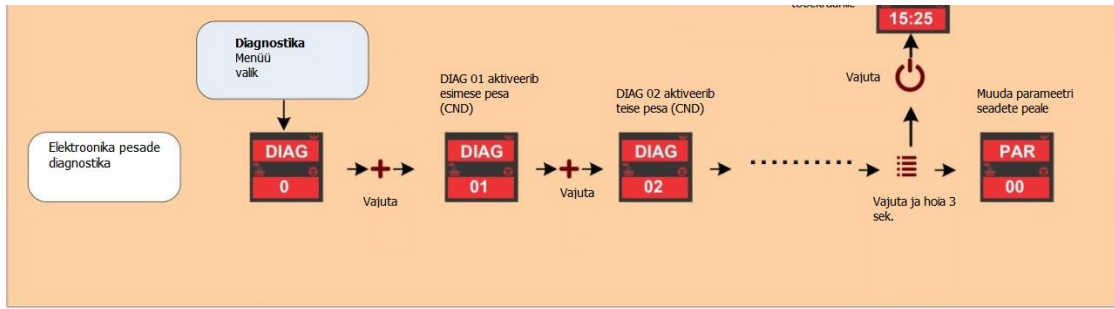 15:25
Diagnostika
Menüü
valik
DIAG 01 aktiveerib
esimese pesa
(CND)
DIAG 02 aktiveerib
teise pesa (CND)
Vajuta
Muuda parameetri
seadete peale
Elektroonika pesade
diagnostika
DIAG
0
Vajuta
DIAG
01
Vajuta
DIAG
02
Vajuta ja hoia 3
sek.
PAR
00